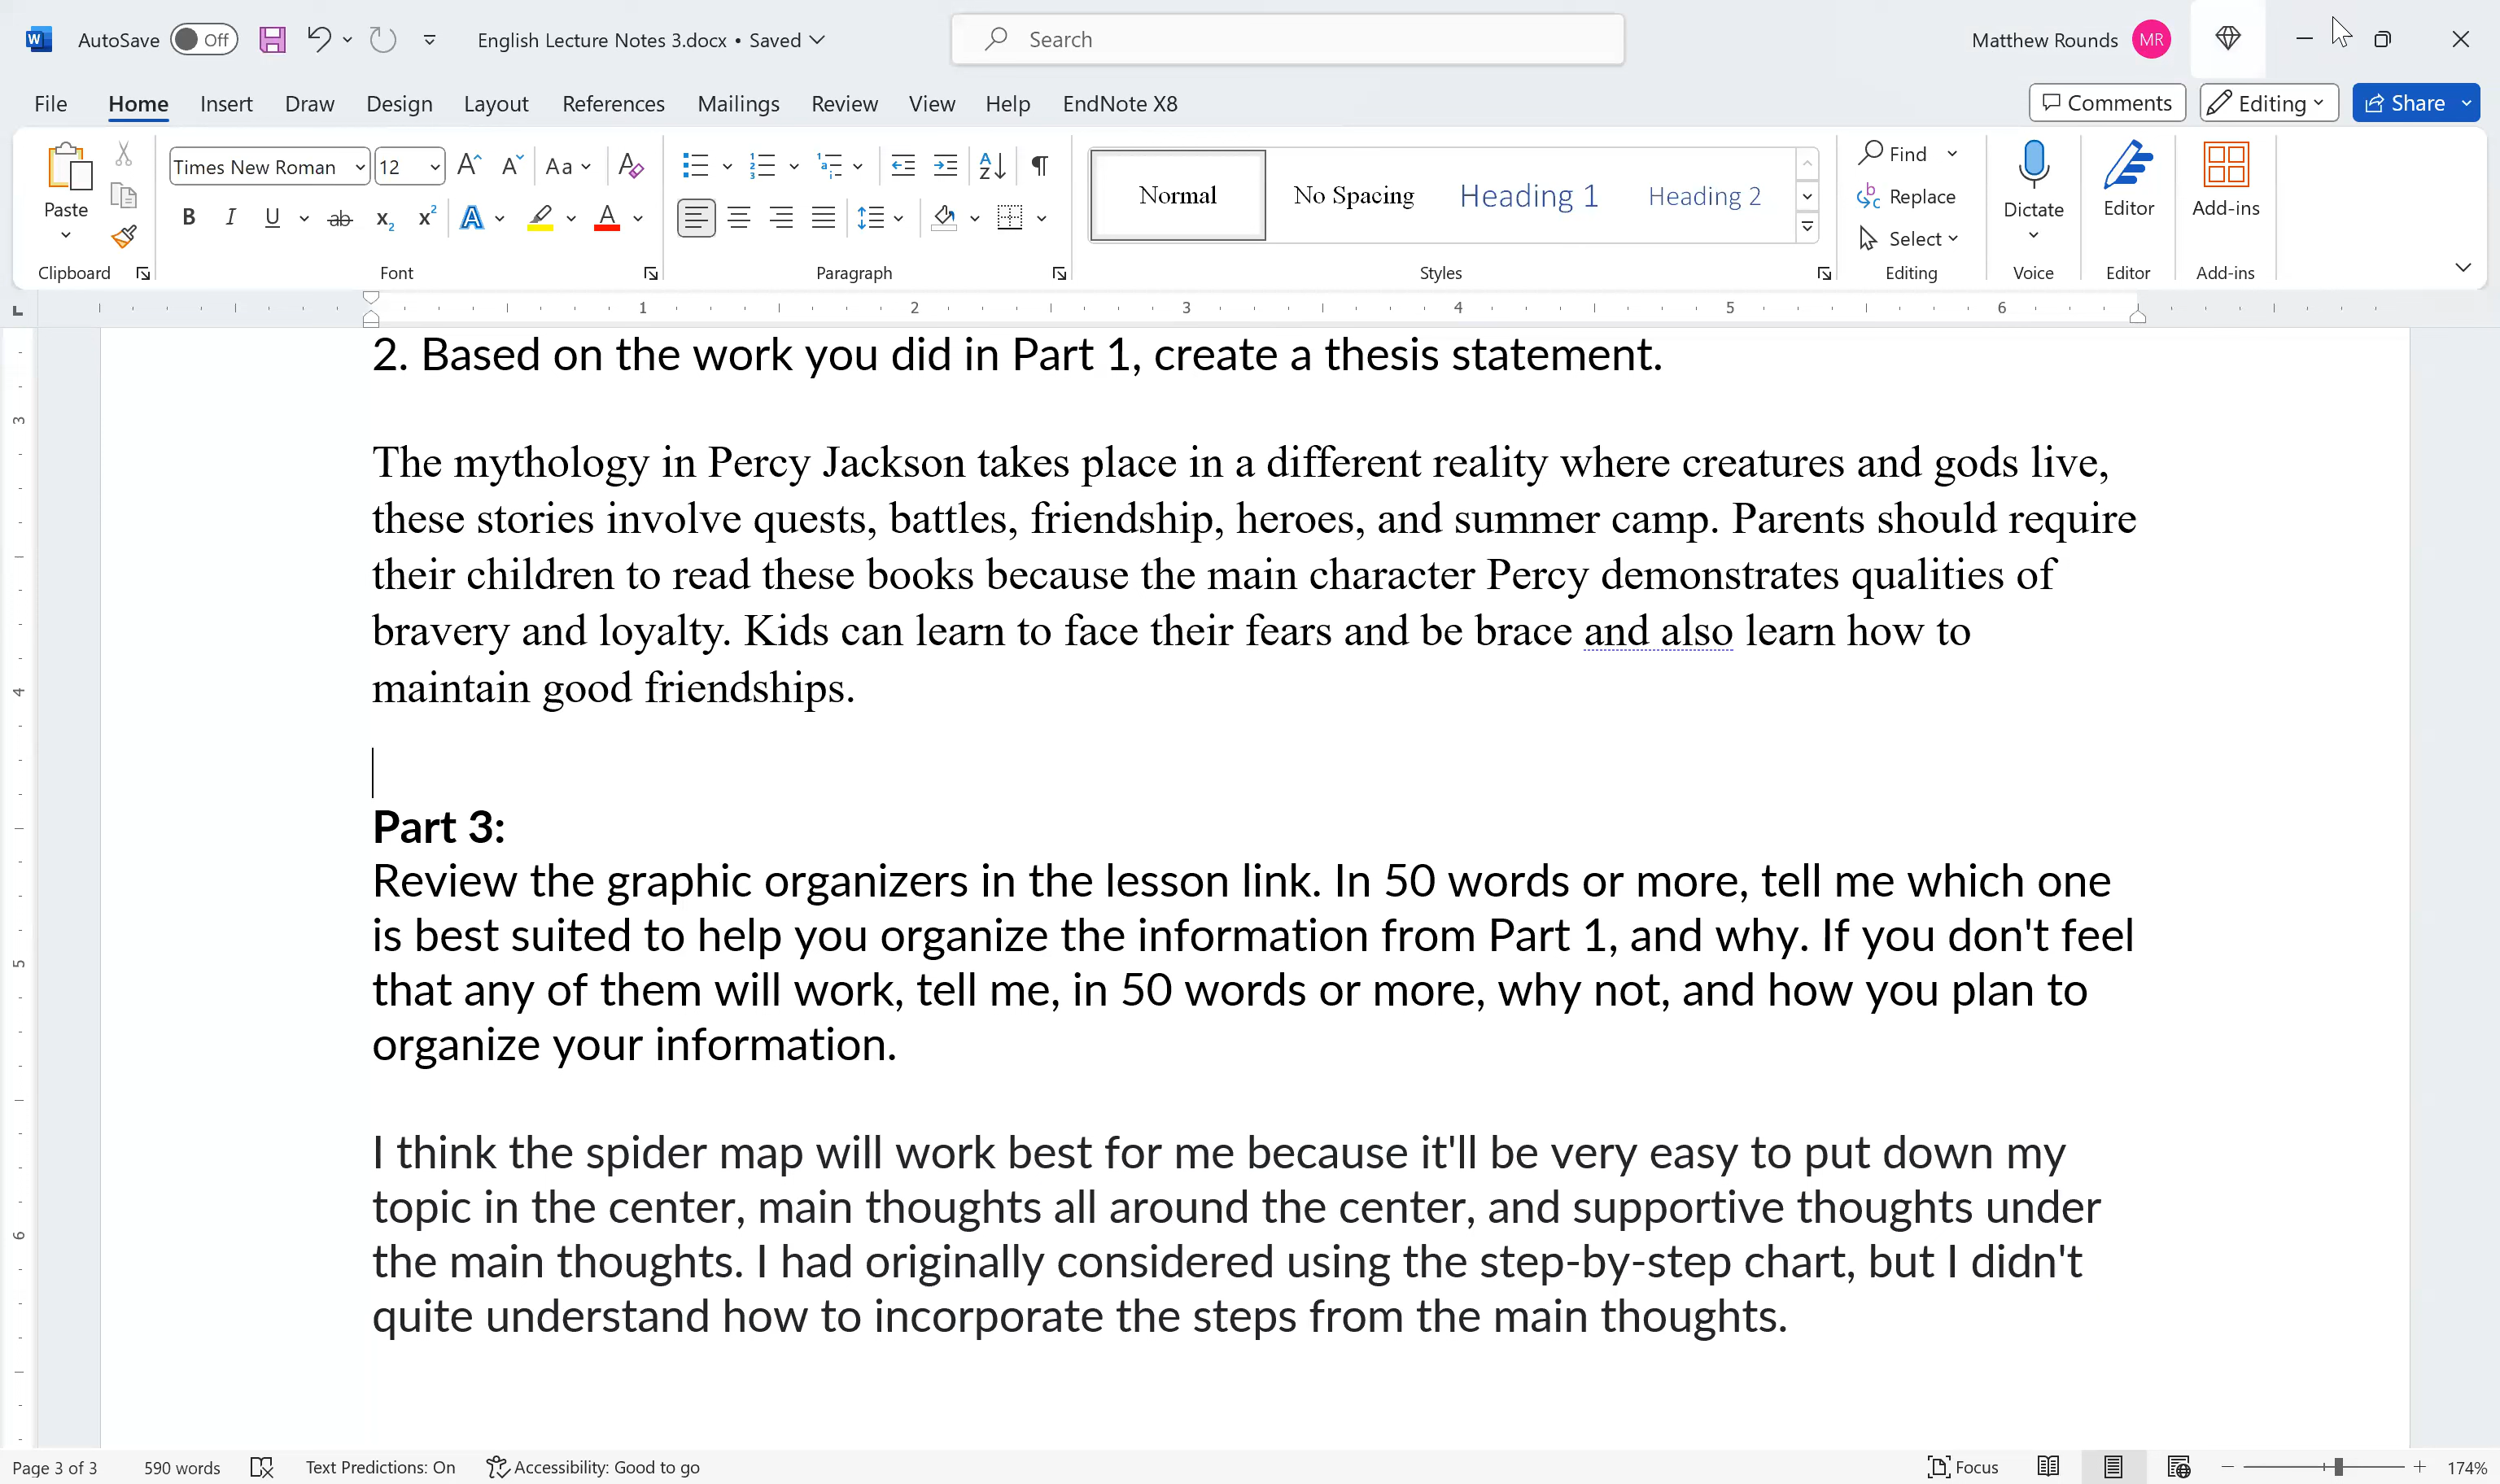 AutoSave Off English Lecture Notes 3.docx • Saved Search Matthew Rounds MR
File Home Insert Draw Design Layout References Mailings Review View Help EndNote X8 Comments Editing Share
Paste
Clipboard
Times New Roman 12
Aa
B I U ab x₂ x² A A
Font
Paragraph
Normal No Spacing Heading 1 Heading 2
Styles
Find
Replace
Select
Editing
Dictate
Voice
Editor
Editor
Add-ins
Add-ins
1 2 3 4 5 6
3
4
5
6
2. Based on the work you did in Part 1, create a thesis statement.
The mythology in Percy Jackson takes place in a different reality where creatures and gods live,
these stories involve quests, battles, friendship, heroes, and summer camp. Parents should require
their children to read these books because the main character Percy demonstrates qualities of
bravery and loyalty. Kids can learn to face their fears and be brace and also learn how to
maintain good friendships.
Part 3:
Review the graphic organizers in the lesson link. In 50 words or more, tell me which one
is best suited to help you organize the information from Part 1, and why. If you don't feel
that any of them will work, tell me, in 50 words or more, why not, and how you plan to
organize your information.
I think the spider map will work best for me because it'll be very easy to put down my
topic in the center, main thoughts all around the center, and supportive thoughts under
the main thoughts. I had originally considered using the step-by-step chart, but I didn't
quite understand how to incorporate the steps from the main thoughts.
Page 3 of 3 590 words Text Predictions: On Accessibility: Good to go Focus 174%